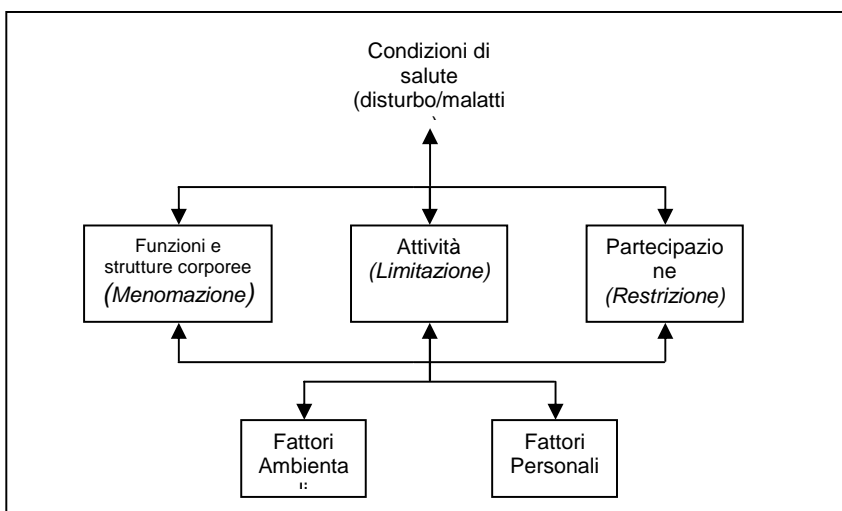 Condizioni di
salute
(disturbo/malatti
Funzioni e
strutture corporee
(Menomazione)
Attività
(Limitazione)
Partecipazio
ne
(Restrizione)
Fattori
Ambienta
Fattori
Personali